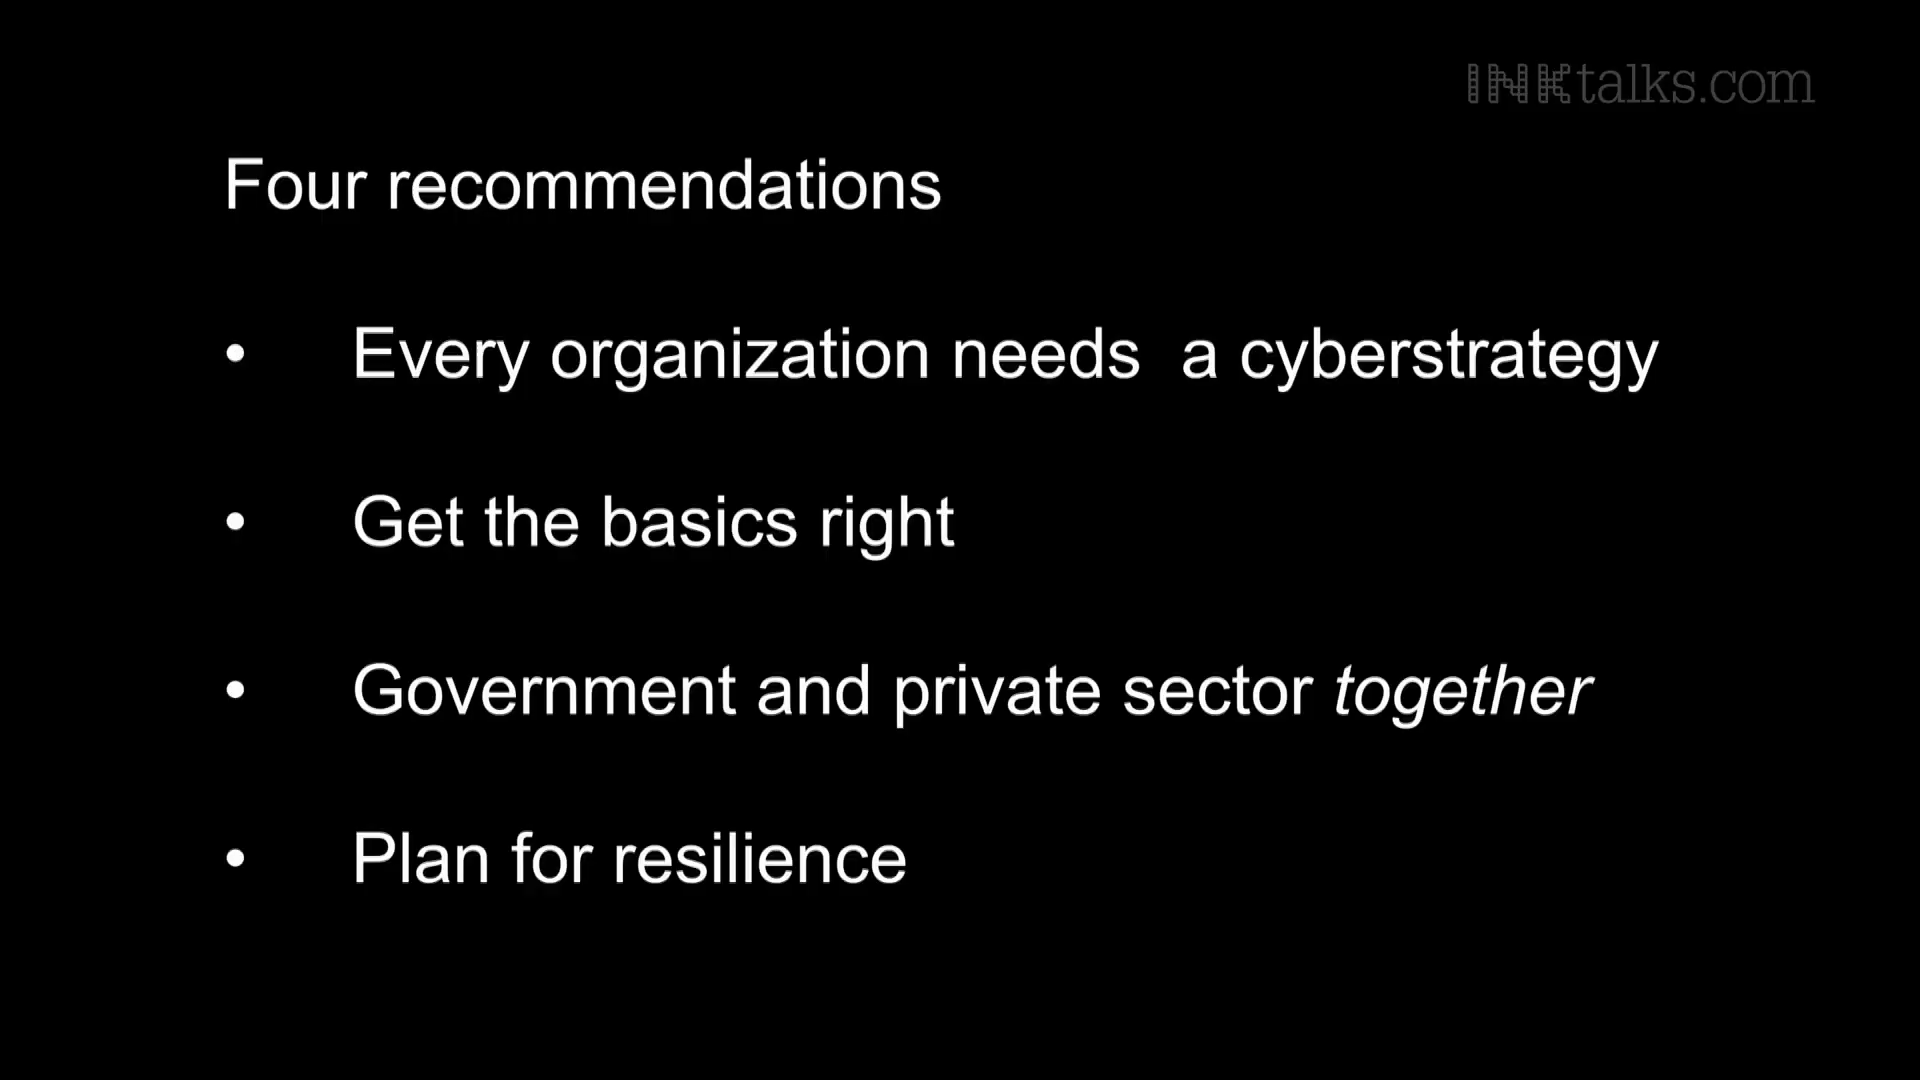 INKtalks.com
Four recommendations
• Every organization needs  a cyberstrategy
• Get the basics right
• Government and private sector together
• Plan for resilience